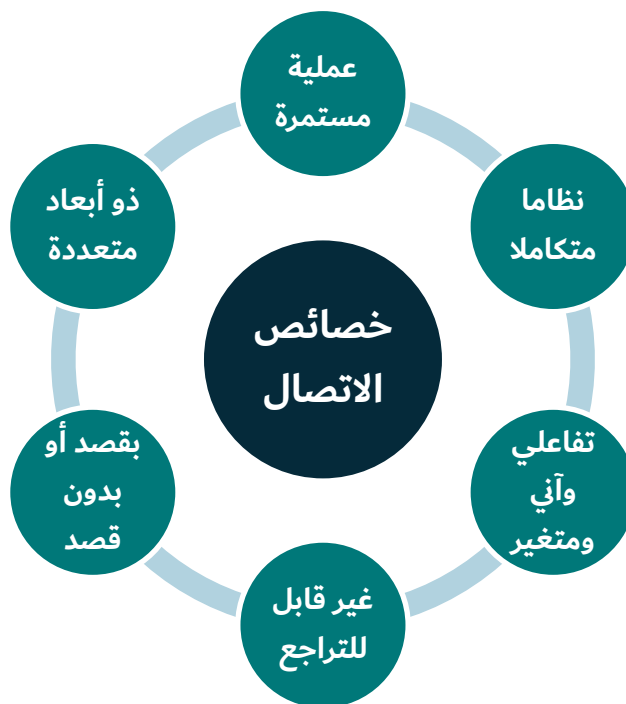 خصائص
الاتصال
عملية
مستمرة
نظاما
متكاملا
تفاعلي
وآني
ومتغير
غير قابل
للتراجع
بقصد أو
بدون
قصد
ذو أبعاد
متعددة